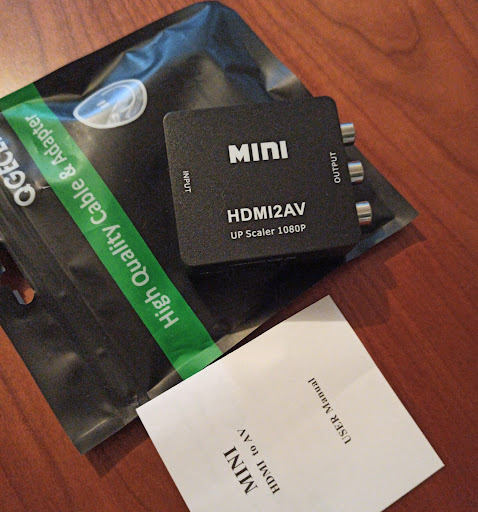 MINI
INPUT
OUTPUT
HDMI2AV
UP Scaler 1080P
High Quality Cable & Adapter
MINI
HDMI to AV
USER Manual